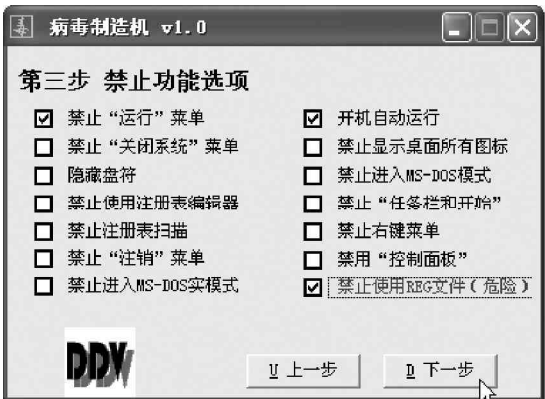 病毒制造机 v1.0
第三步 禁止功能选项
禁止“运行”菜单
禁止“关闭系统”菜单
隐藏盘符
禁止使用注册表编辑器
禁止注册表扫描
禁止“注销”菜单
禁止进入MS-DOS实模式
开机自动运行
禁止显示桌面所有图标
禁止进入MS-DOS模式
禁止“任务栏和开始”
禁止右键菜单
禁用“控制面板”
禁止使用REG文件(危险)
DDV
U 上一步
D 下一步